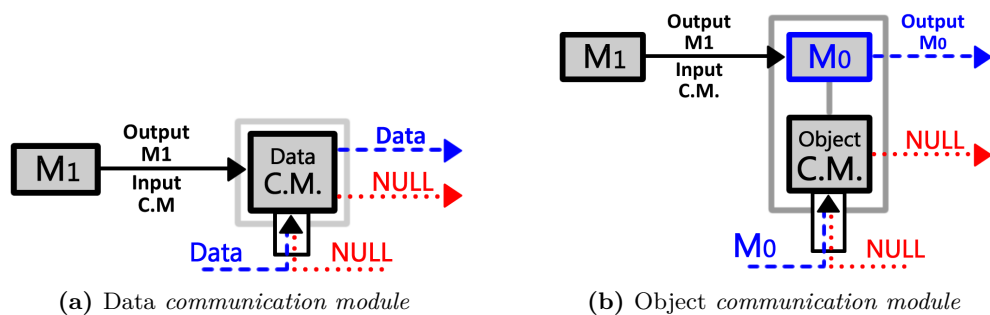 M1
Output
M1
Input
C.M
Data
C.M.
Data
NULL
Data
NULL
(a) Data communication module
M1
Output
M1
Input
C.M.
M0
Output
M0
Object
C.M.
NULL
M0
NULL
(b) Object communication module